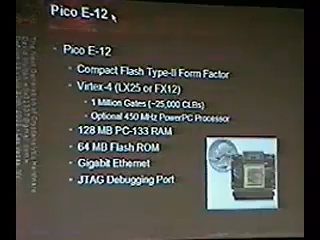 Pico E-12
Pico E-12
• Compact Flash Type-II Form Factor
• Virtex-4 (LX25 or FX12)
• 1 Million Gates (~25,000 CLBs)
• Optional 450 MHz PowerPC Processor
• 128 MB PC-133 RAM
• 64 MB Flash ROM
• Gigabit Ethernet
• JTAG Debugging Port